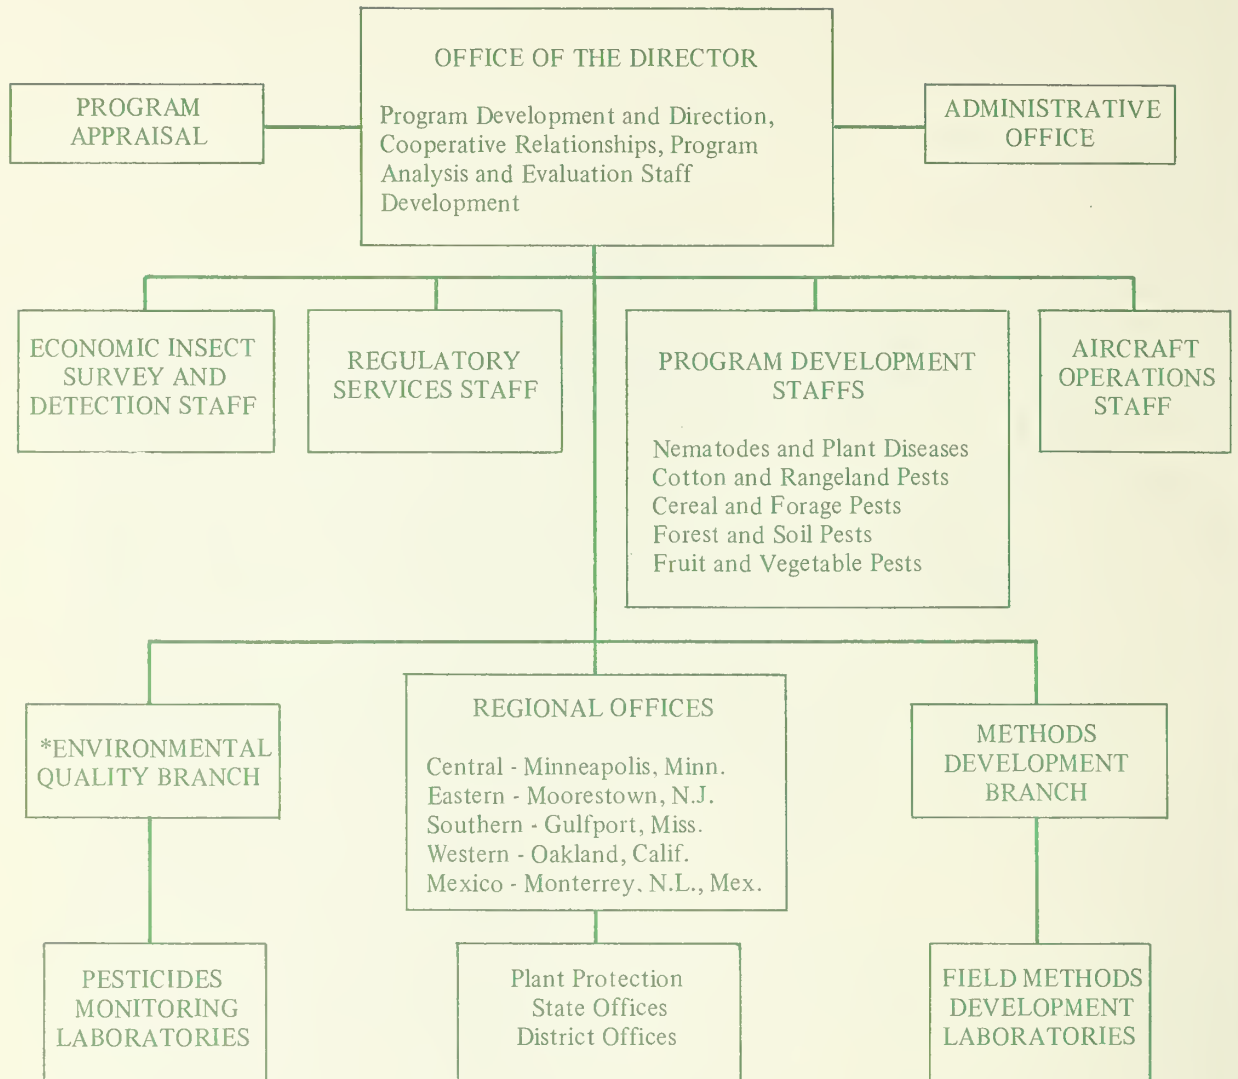 OFFICE OF THE DIRECTOR
Program Development and Direction,
Cooperative Relationships, Program
Analysis and Evaluation Staff
Development
PROGRAM
APPRAISAL
ADMINISTRATIVE
OFFICE
ECONOMIC INSECT
SURVEY AND
DETECTION STAFF
REGULATORY
SERVICES STAFF
PROGRAM DEVELOPMENT
STAFFS
Nematodes and Plant Diseases
Cotton and Rangeland Pests
Cereal and Forage Pests
Forest and Soil Pests
Fruit and Vegetable Pests
AIRCRAFT
OPERATIONS
STAFF
*ENVIRONMENTAL
QUALITY BRANCH
REGIONAL OFFICES
Central - Minneapolis, Minn.
Eastern - Moorestown, N.J.
Southern - Gulfport, Miss.
Western - Oakland, Calif.
Mexico - Monterrey, N.L., Mex.
METHODS
DEVELOPMENT
BRANCH
PESTICIDES
MONITORING
LABORATORIES
Plant Protection
State Offices
District Offices
FIELD METHODS
DEVELOPMENT
LABORATORIES